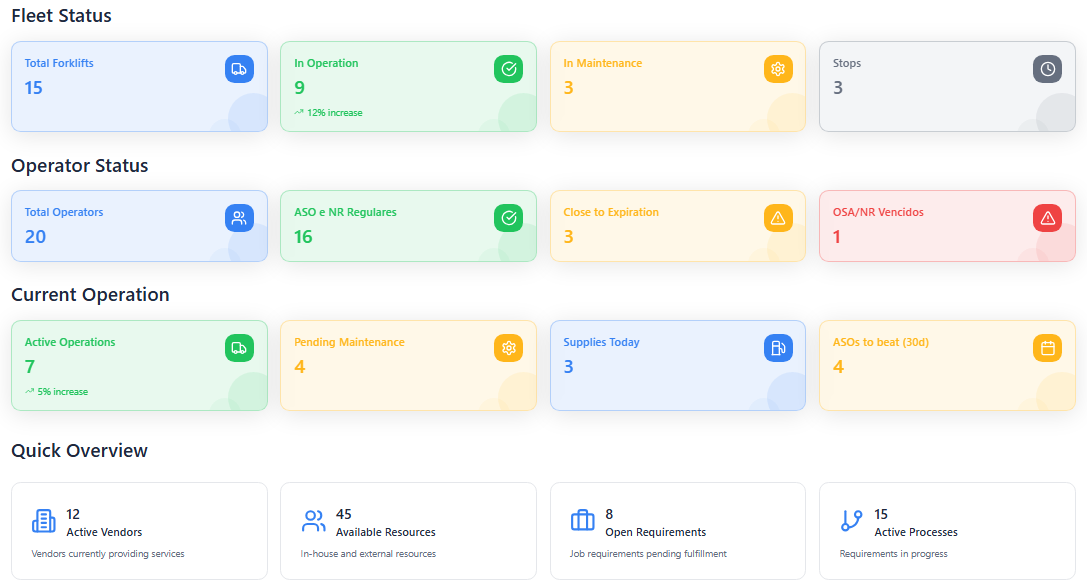 Fleet Status
Total Forklifts
15
In Operation
9
12% increase
In Maintenance
3
Stops
3
Operator Status
Total Operators
20
ASO e NR Regulares
16
Close to Expiration
3
OSA/NR Vencidos
1
Current Operation
Active Operations
7
5% increase
Pending Maintenance
4
Supplies Today
3
ASOs to beat (30d)
4
Quick Overview
12
Active Vendors
Vendors currently providing services
45
Available Resources
In-house and external resources
8
Open Requirements
Job requirements pending fulfillment
15
Active Processes
Requirements in progress